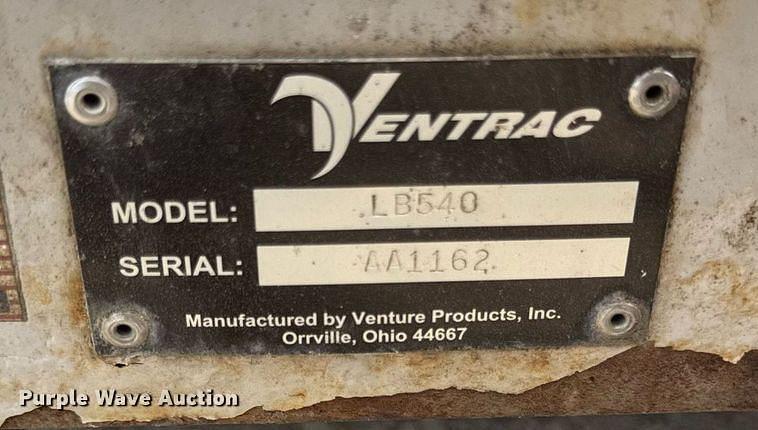 VENTRAC
MODEL: LB540
SERIAL: AA1162
Manufactured by Venture Products, Inc.
Orrville, Ohio 44667
Purple Wave Auction